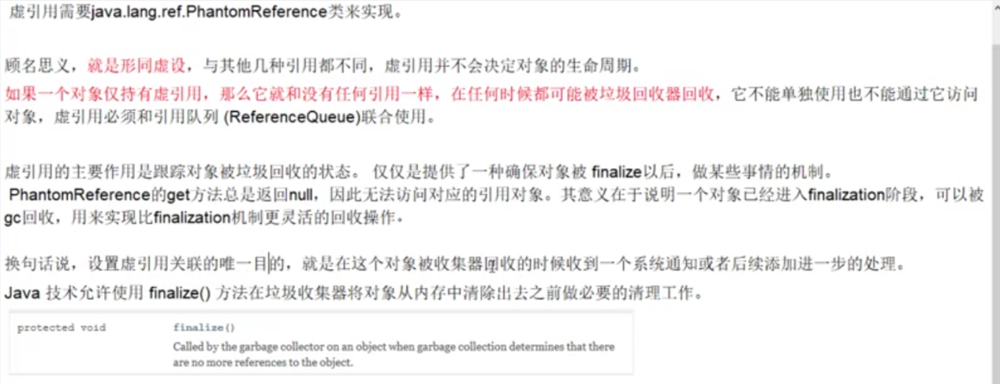 虚引用需要java.lang.ref.PhantomReference类来实现。
顾名思义，就是形同虚设，与其他几种引用都不同，虚引用并不会决定对象的生命周期。
如果一个对象仅持有虚引用，那么它就和没有任何引用一样，在任何时候都可能被垃圾回收器回收，它不能单独使用也不能通过它访问
对象，虚引用必须和引用队列 (ReferenceQueue)联合使用。
虚引用的主要作用是跟踪对象被垃圾回收的状态。 仅仅是提供了一种确保对象被 finalize以后，做某些事情的机制。
PhantomReference的get方法总是返回null，因此无法访问对应的引用对象。其意义在于说明一个对象已经进入finalization阶段，可以被
gc回收，用来实现比finalization机制更灵活的回收操作。
换句话说，设置虚引用关联的唯一目的，就是在这个对象被收集器回收的时候收到一个系统通知或者后续添加进一步的处理。
Java 技术允许使用 finalize() 方法在垃圾收集器将对象从内存中清除出去之前做必要的清理工作。
protected void finalize()
Called by the garbage collector on an object when garbage collection determines that there
are no more references to the object.